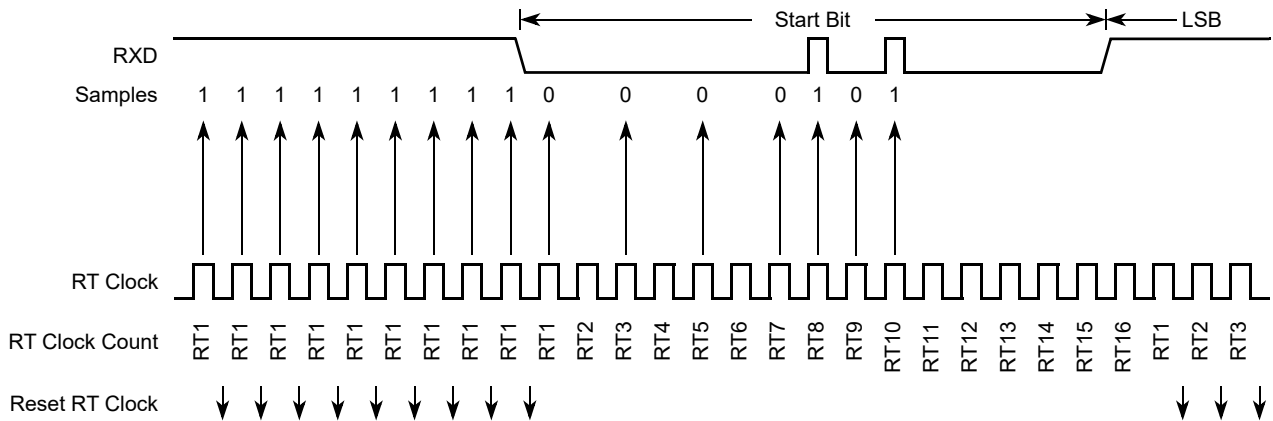 Start Bit LSB
RXD
Samples 1 1 1 1 1 1 1 1 1 0 0 0 0 1 0 1
RT Clock
RT Clock Count RT1 RT1 RT1 RT1 RT1 RT1 RT1 RT1 RT1 RT1 RT2 RT3 RT4 RT5 RT6 RT7 RT8 RT9 RT10 RT11 RT12 RT13 RT14 RT15 RT16 RT1 RT2 RT3
Reset RT Clock